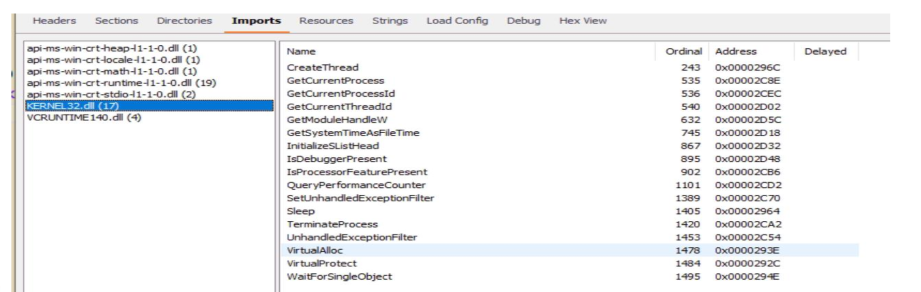 Headers Sections Directories Imports Resources Strings Load Config Debug Hex View
api-ms-win-crt-heap-l1-1-0.dll (1)
api-ms-win-crt-locale-l1-1-0.dll (1)
api-ms-win-crt-math-l1-1-0.dll (1)
api-ms-win-crt-runtime-l1-1-0.dll (19)
api-ms-win-crt-stdio-l1-1-0.dll (2)
KERNEL32.dll (17)
VCRUNTIME140.dll (4)
Name Ordinal Address Delayed
CreateThread 243 0x0000296C
GetCurrentProcess 535 0x00002C8E
GetCurrentProcessId 536 0x00002CEC
GetCurrentThreadId 540 0x00002D02
GetModuleHandleW 632 0x00002D5C
GetSystemTimeAsFileTime 745 0x00002D18
InitializeSListHead 867 0x00002D32
IsDebuggerPresent 895 0x00002D48
IsProcessorFeaturePresent 902 0x00002CB6
QueryPerformanceCounter 1101 0x00002CD2
SetUnhandledExceptionFilter 1389 0x00002C70
Sleep 1405 0x00002964
TerminateProcess 1420 0x00002CA2
UnhandledExceptionFilter 1453 0x00002C54
VirtualAlloc 1478 0x0000293E
VirtualProtect 1484 0x0000292C
WaitForSingleObject 1495 0x0000294E